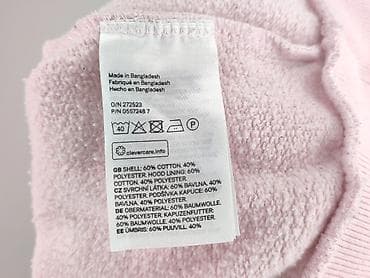 Made in Bangladesh
Fabriqué en Bangladesh
Hecho en Bangladesh
O/N 272523
P/N 0557248 7
40 P
clevercare.info
GB SHELL: 60% COTTON, 40%
POLYESTER. HOOD LINING: 60%
COTTON, 40% POLYESTER.
CZ SVRCHNÍ LÁTKA: 60% BAVLNA, 40%
POLYESTER. PODŠÍVKA KAPUCE: 60%
BAVLNA, 40% POLYESTER.
DE OBERMATERIAL: 60% BAUMWOLLE,
40% POLYESTER. KAPUZENFUTTER:
60% BAUMWOLLE, 40% POLYESTER.
EE ÜMBRIS: 60% PUUVILL, 40%